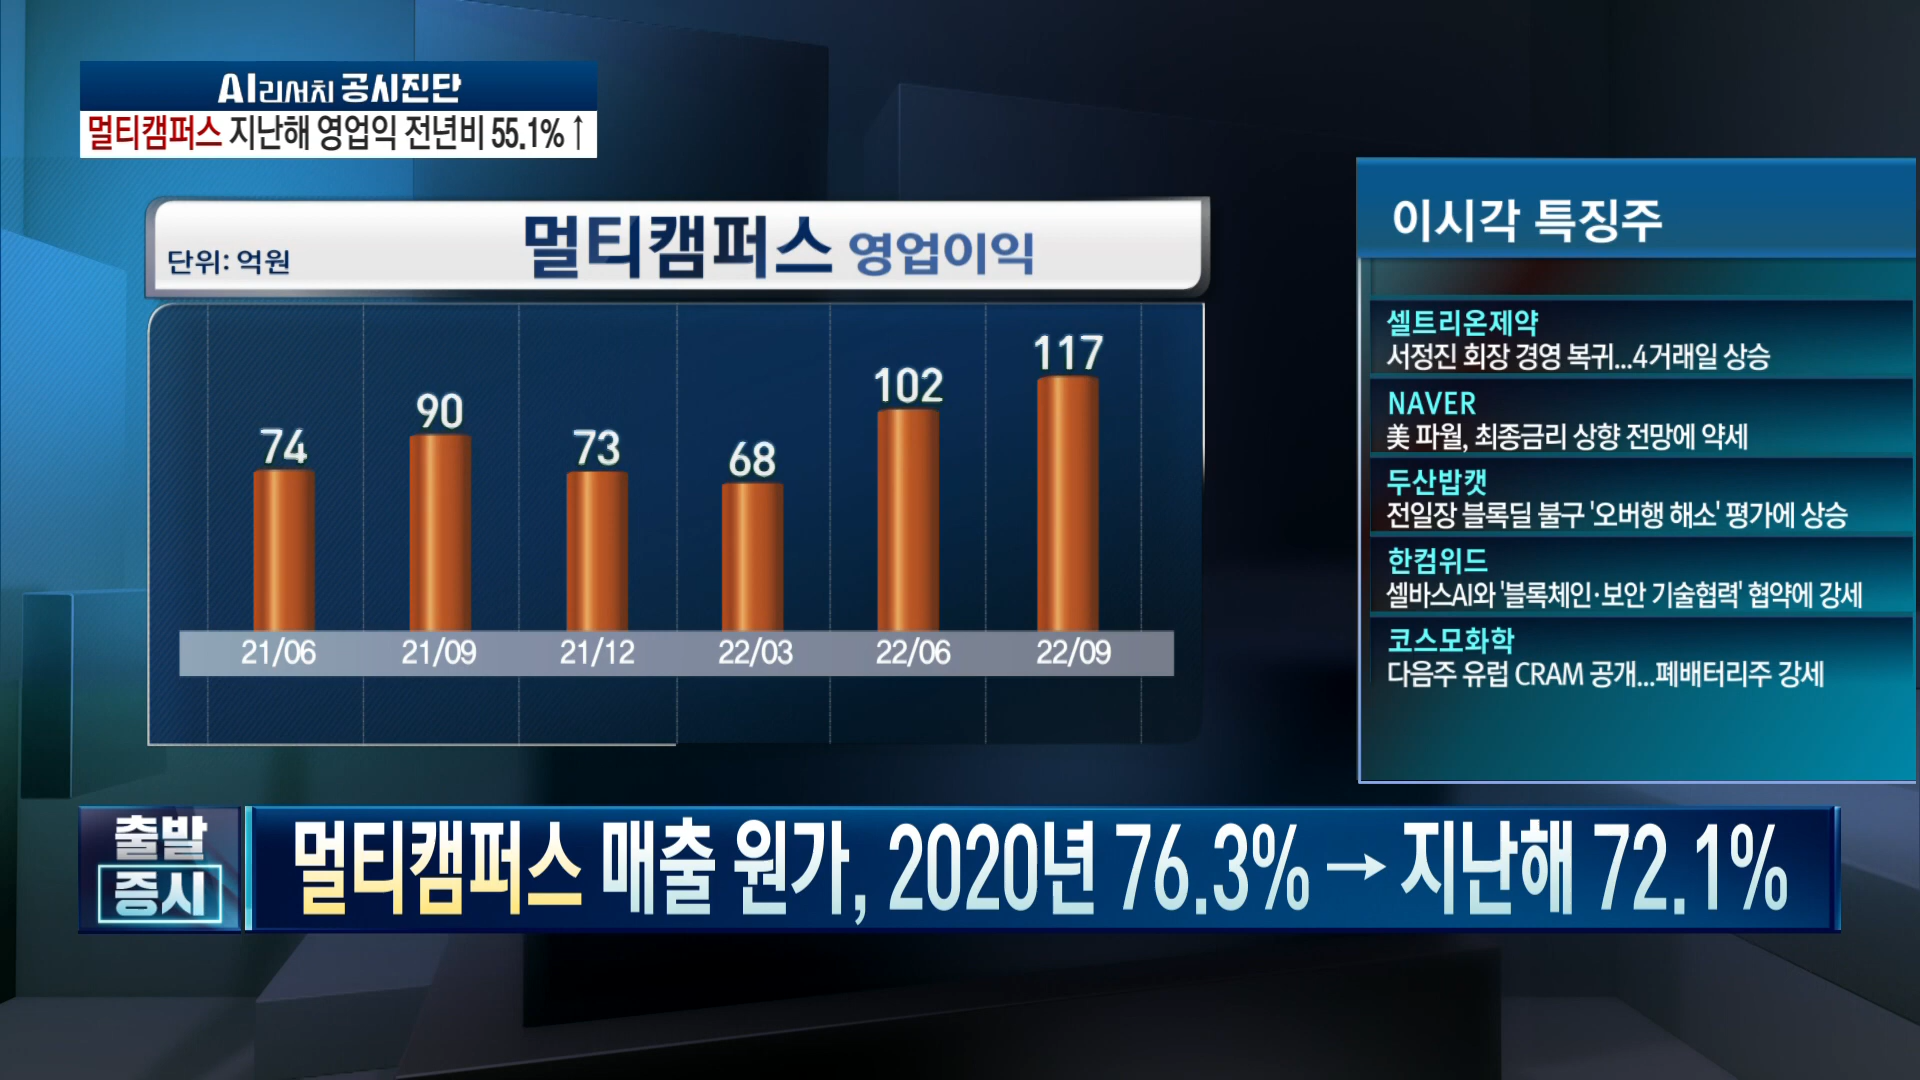 AI리서치 공시진단
멀티캠퍼스 지난해 영업익 전년비 55.1%↑
단위: 억원
멀티캠퍼스 영업이익
74
90
73
68
102
117
21/06
21/09
21/12
22/03
22/06
22/09
이시각 특징주
셀트리온제약
서정진 회장 경영 복귀...4거래일 상승
NAVER
美 파월, 최종금리 상향 전망에 약세
두산밥캣
전일장 블록딜 불구 '오버행 해소' 평가에 상승
한컴위드
셀바스AI와 '블록체인·보안 기술협력' 협약에 강세
코스모화학
다음주 유럽 CRAM 공개...폐배터리주 강세
출발
증시
멀티캠퍼스 매출 원가, 2020년 76.3% → 지난해 72.1%